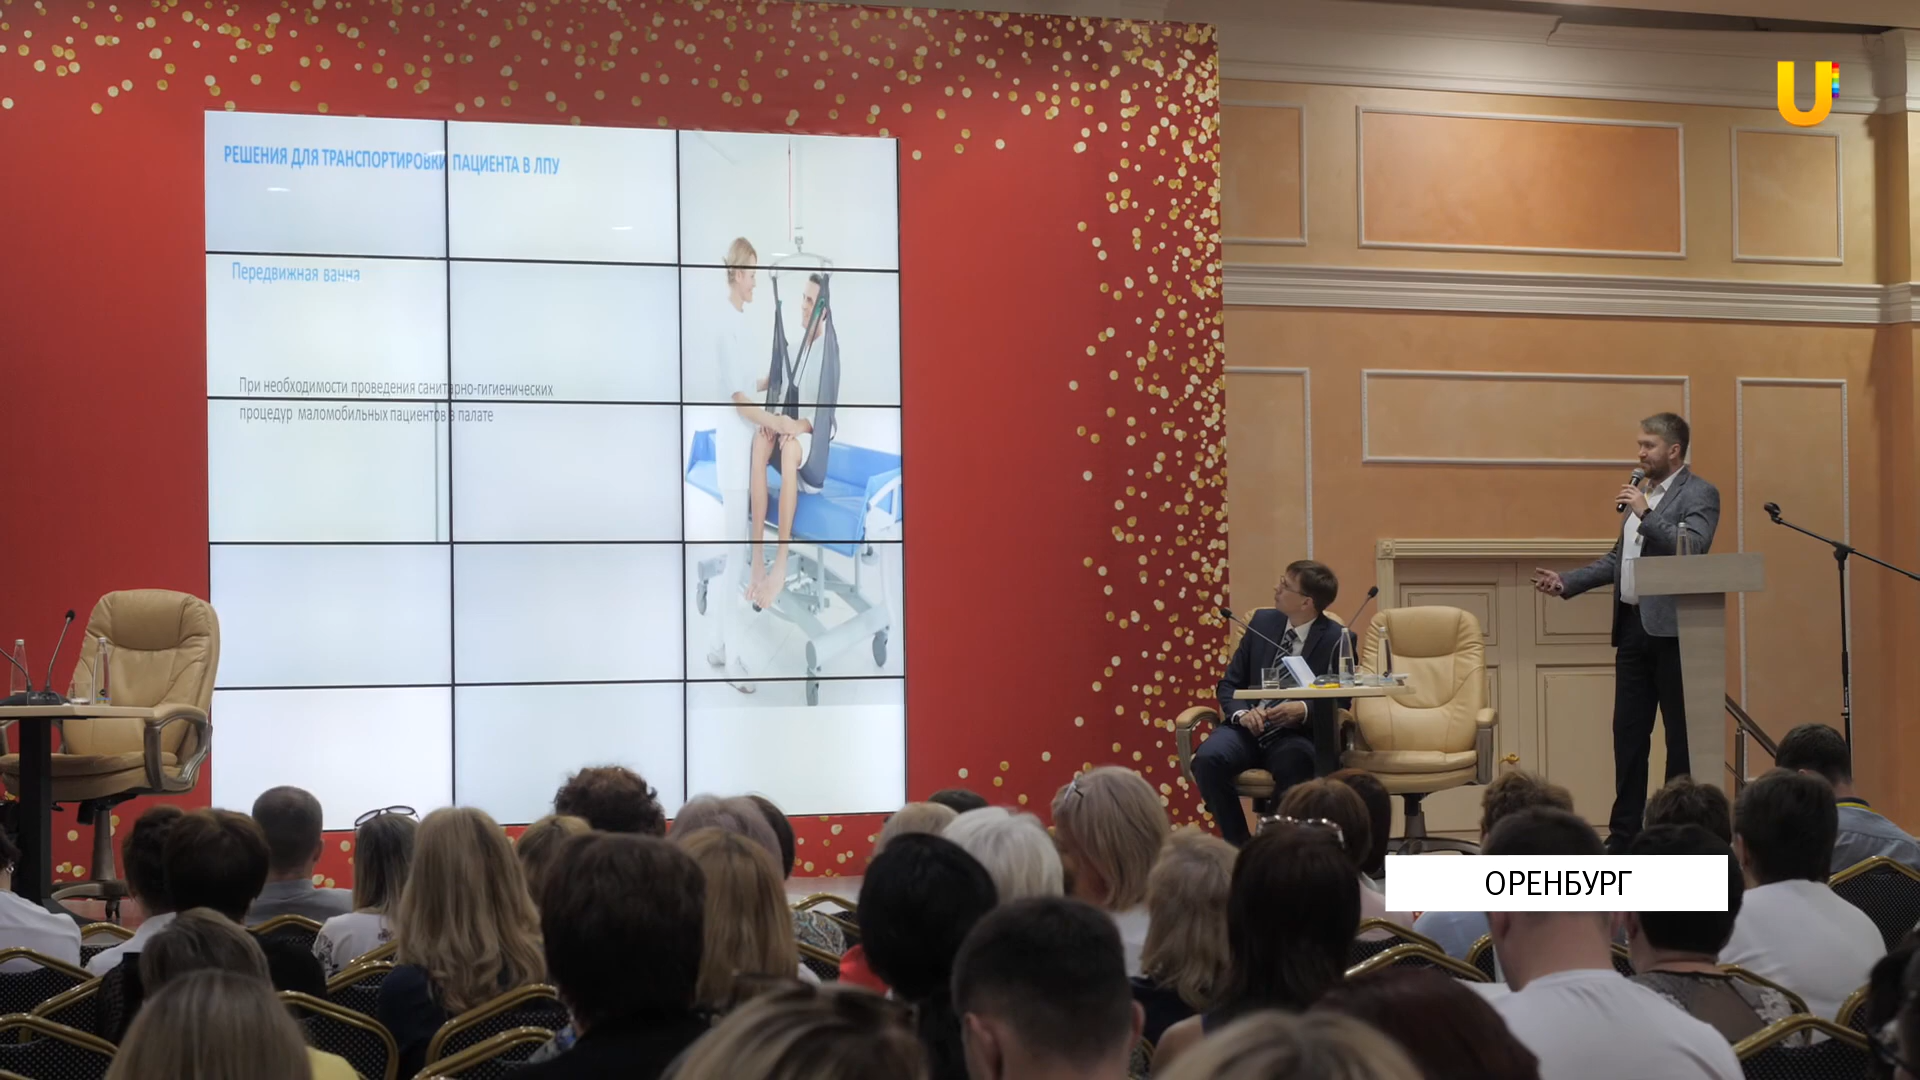 U
РЕШЕНИЯ ДЛЯ ТРАНСПОРТИРОВКИ ПАЦИЕНТА В ЛПУ
Передвижная ванна
При необходимости проведения санитарно-гигиенических
процедур маломобильных пациентов в палате
ОРЕНБУРГ